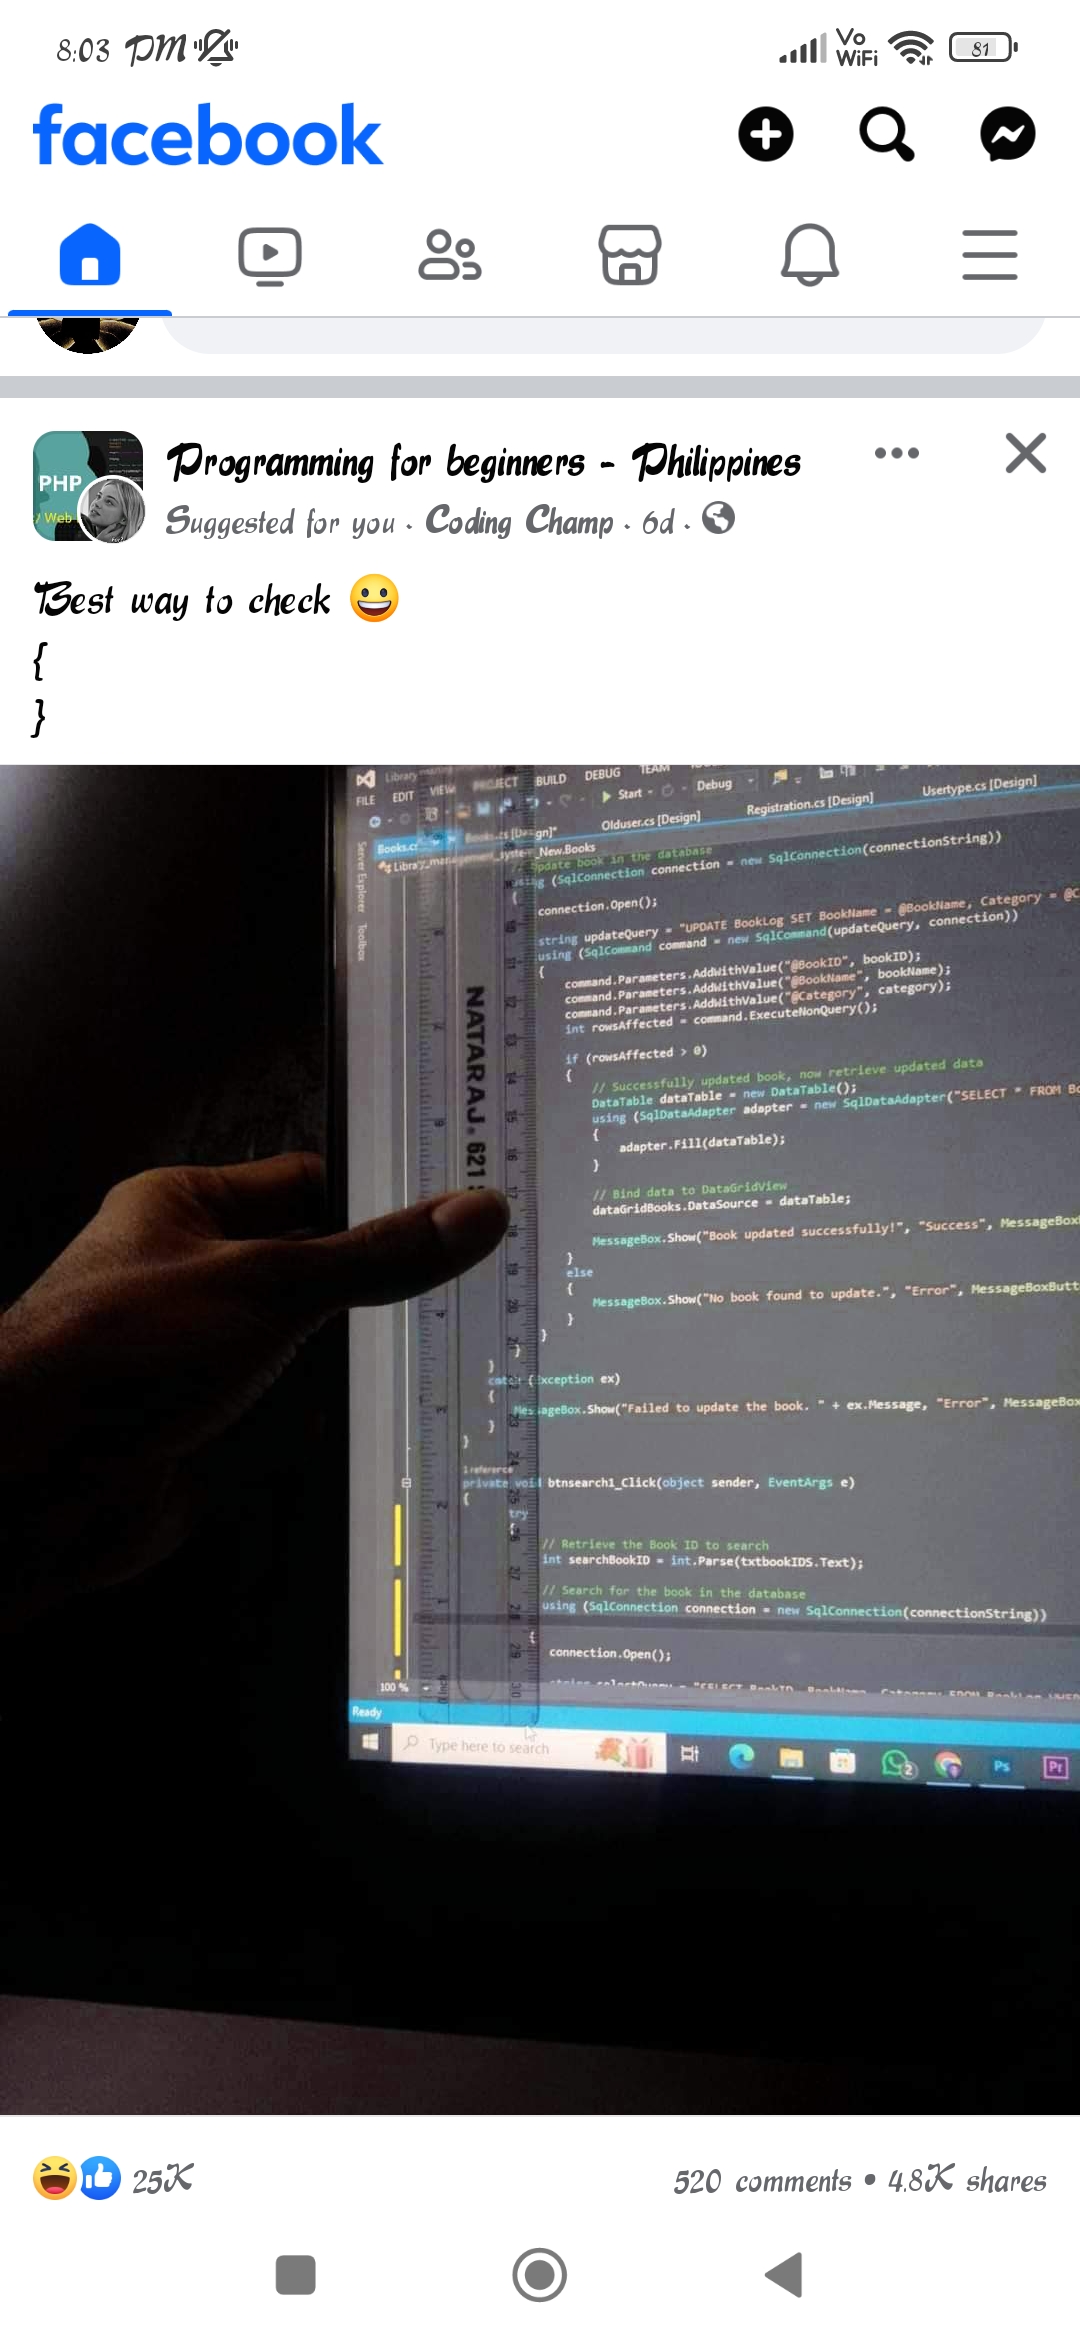 8:03 PM
Vo
WiFi
81
facebook
PHP
Web
Programming for beginners - Philippines
Suggested for you · Coding Champ · 6d ·
Best way to check 😀
{
}
Library
FILE EDIT VIEW PROJECT BUILD DEBUG TEAM
Start Debug
Books.cs [Design]* Olduser.cs [Design] Registration.cs [Design] Usertype.cs [Design]
Server Explorer Toolbox
_New.Books
// Update book in the database
using (SqlConnection connection = new SqlConnection(connectionString))
{
connection.Open();
string updateQuery = "UPDATE BookLog SET BookName = @BookName, Category = @C
using (SqlCommand command = new SqlCommand(updateQuery, connection))
{
command.Parameters.AddWithValue("@BookID", bookID);
command.Parameters.AddWithValue("@BookName", bookName);
command.Parameters.AddWithValue("@Category", category);
int rowsAffected = command.ExecuteNonQuery();
if (rowsAffected > 0)
{
// Successfully updated book, now retrieve updated data
DataTable dataTable = new DataTable();
using (SqlDataAdapter adapter = new SqlDataAdapter("SELECT * FROM Bo
{
adapter.Fill(dataTable);
}
// Bind data to DataGridView
dataGridBooks.DataSource = dataTable;
MessageBox.Show("Book updated successfully!", "Success", MessageBox
}
else
{
MessageBox.Show("No book found to update.", "Error", MessageBoxButt
}
}
}
}
catch (Exception ex)
{
MessageBox.Show("Failed to update the book. " + ex.Message, "Error", MessageBox
}
}
1 reference
private void btnsearch1_Click(object sender, EventArgs e)
{
try
{
// Retrieve the Book ID to search
int searchBookID = int.Parse(txtbookIDS.Text);
// Search for the book in the database
using (SqlConnection connection = new SqlConnection(connectionString))
{
connection.Open();
NATARAJ 621
100 %
Ready
Type here to search
2
Ps
Pr
25K
520 comments • 4.8K shares